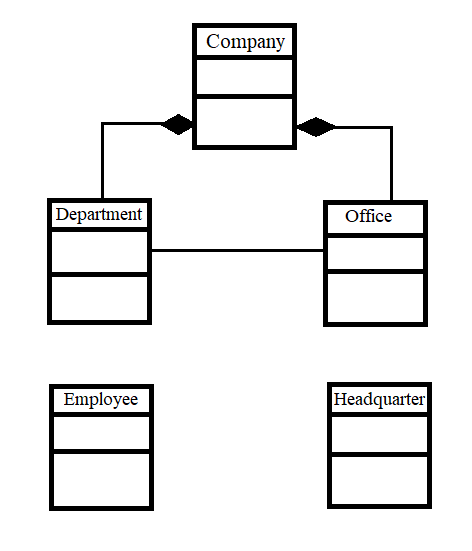 Company
Department
Office
Employee
Headquarter